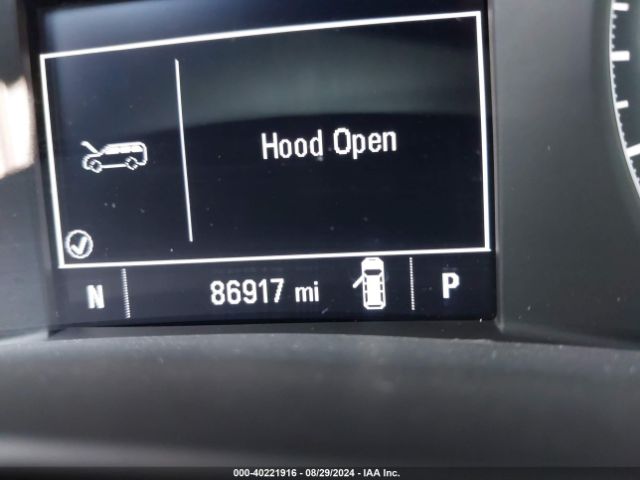 Hood Open
N 86917 mi P
000-40221916 - 08/29/2024 - IAA Inc.